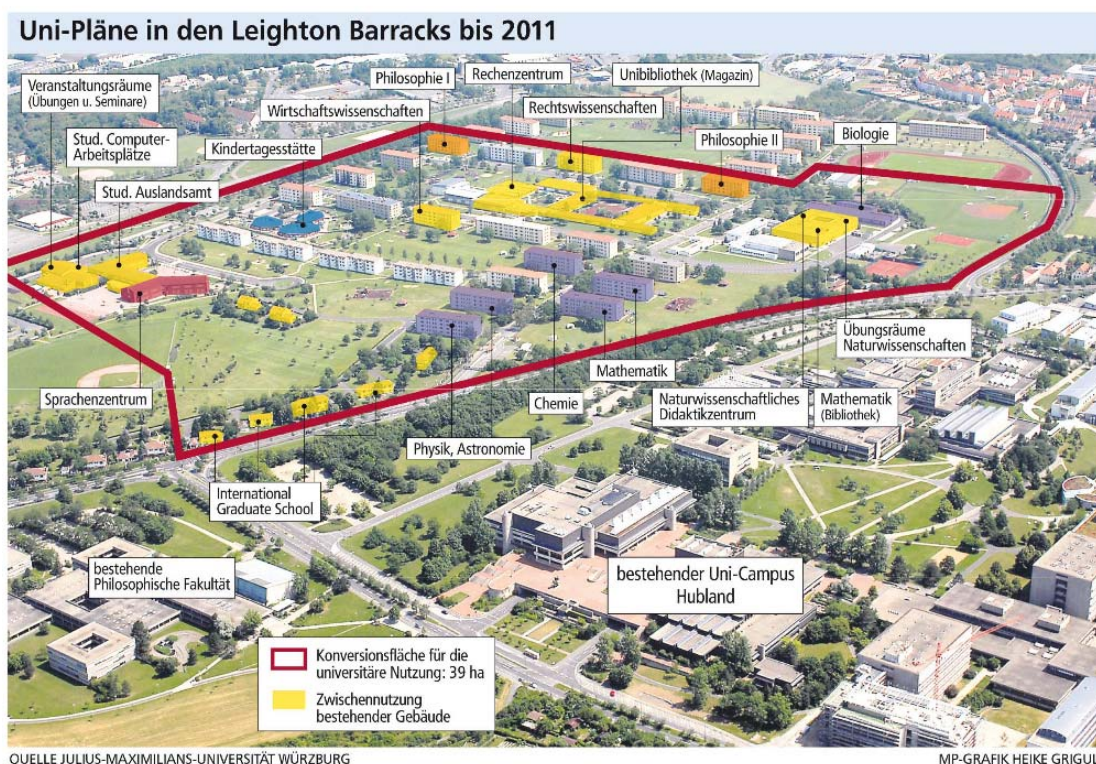 Uni-Pläne in den Leighton Barracks bis 2011
Veranstaltungsräume
(Übungen u. Seminare)
Stud. Computer-
Arbeitsplätze
Stud. Auslandsamt
Kindertagesstätte
Wirtschaftswissenschaften
Philosophie I
Rechenzentrum
Rechtswissenschaften
Unibibliothek (Magazin)
Philosophie II
Biologie
Sprachenzentrum
International
Graduate School
Physik, Astronomie
Chemie
Mathematik
Naturwissenschaftliches
Didaktikzentrum
Mathematik
(Bibliothek)
Übungsräume
Naturwissenschaften
bestehende
Philosophische Fakultät
bestehender Uni-Campus
Hubland
Konversionsfläche für die
universitäre Nutzung: 39 ha
Zwischennutzung
bestehender Gebäude
QUELLE JULIUS-MAXIMILIANS-UNIVERSITÄT WÜRZBURG
MP-GRAFIK HEIKE GRIGULL